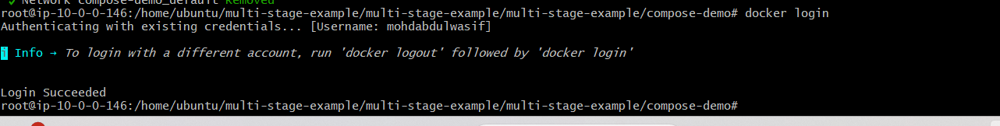 ✓ Network compose-demo_default Removed
root@ip-10-0-0-146:/home/ubuntu/multi-stage-example/multi-stage-example/multi-stage-example/compose-demo# docker login
Authenticating with existing credentials... [Username: mohdabdulwasif]
i Info → To login with a different account, run 'docker logout' followed by 'docker login'
Login Succeeded
root@ip-10-0-0-146:/home/ubuntu/multi-stage-example/multi-stage-example/multi-stage-example/compose-demo#